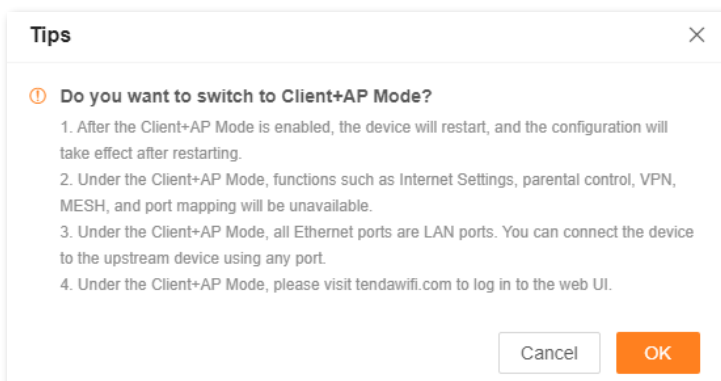 Tips
Do you want to switch to Client+AP Mode?
1. After the Client+AP Mode is enabled, the device will restart, and the configuration will
take effect after restarting.
2. Under the Client+AP Mode, functions such as Internet Settings, parental control, VPN,
MESH, and port mapping will be unavailable.
3. Under the Client+AP Mode, all Ethernet ports are LAN ports. You can connect the device
to the upstream device using any port.
4. Under the Client+AP Mode, please visit tendawifi.com to log in to the web UI.
Cancel OK